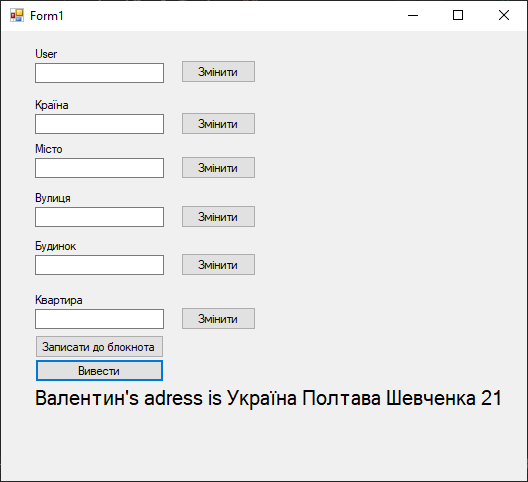 Form1
User
Змінити
Країна
Змінити
Місто
Змінити
Вулиця
Змінити
Будинок
Змінити
Квартира
Змінити
Записати до блокнота
Вивести
Валентин's adress is Україна Полтава Шевченка 21